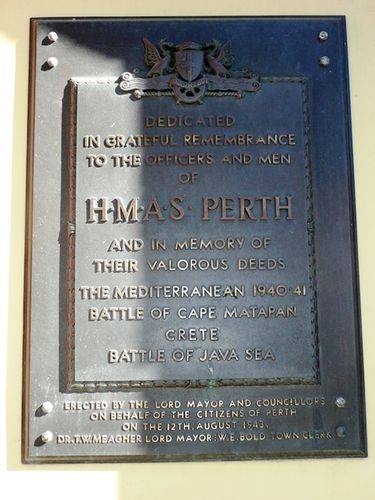 DEDICATED
IN GRATEFUL REMEMBRANCE
TO THE OFFICERS AND MEN
OF
H·M·A·S· PERTH
AND IN MEMORY OF
THEIR VALOROUS DEEDS
THE MEDITERRANEAN 1940-41
BATTLE OF CAPE MATAPAN
CRETE
BATTLE OF JAVA SEA
ERECTED BY THE LORD MAYOR AND COUNCILLORS
ON BEHALF OF THE CITIZENS OF PERTH
ON THE 12TH. AUGUST 1945.
DR. T.W. MEAGHER LORD MAYOR: W.E. BOLD TOWN CLERK